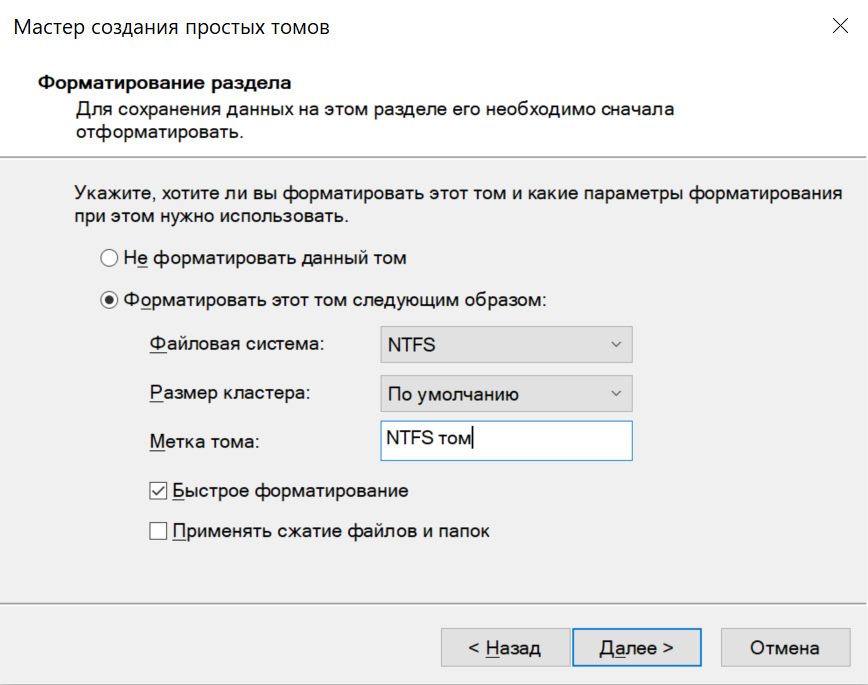 Мастер создания простых томов
Форматирование раздела
Для сохранения данных на этом разделе его необходимо сначала
отформатировать.
Укажите, хотите ли вы форматировать этот том и какие параметры форматирования
при этом нужно использовать.
Не форматировать данный том
Форматировать этот том следующим образом:
Файловая система: NTFS
Размер кластера: По умолчанию
Метка тома: NTFS том
Быстрое форматирование
Применять сжатие файлов и папок
< Назад Далее > Отмена